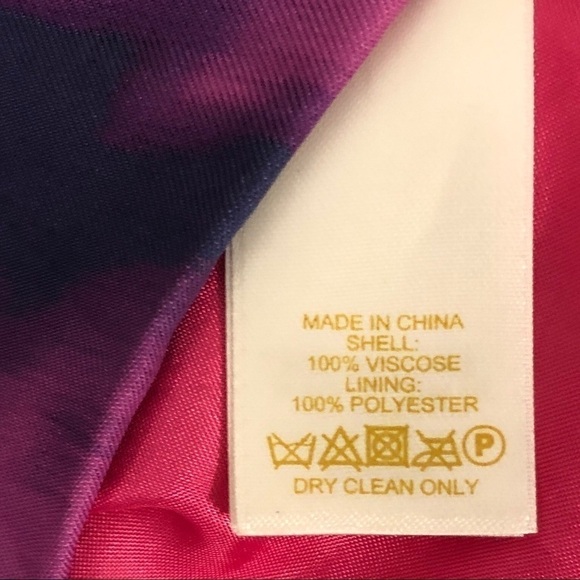 MADE IN CHINA
SHELL:
100% VISCOSE
LINING:
100% POLYESTER
P
DRY CLEAN ONLY